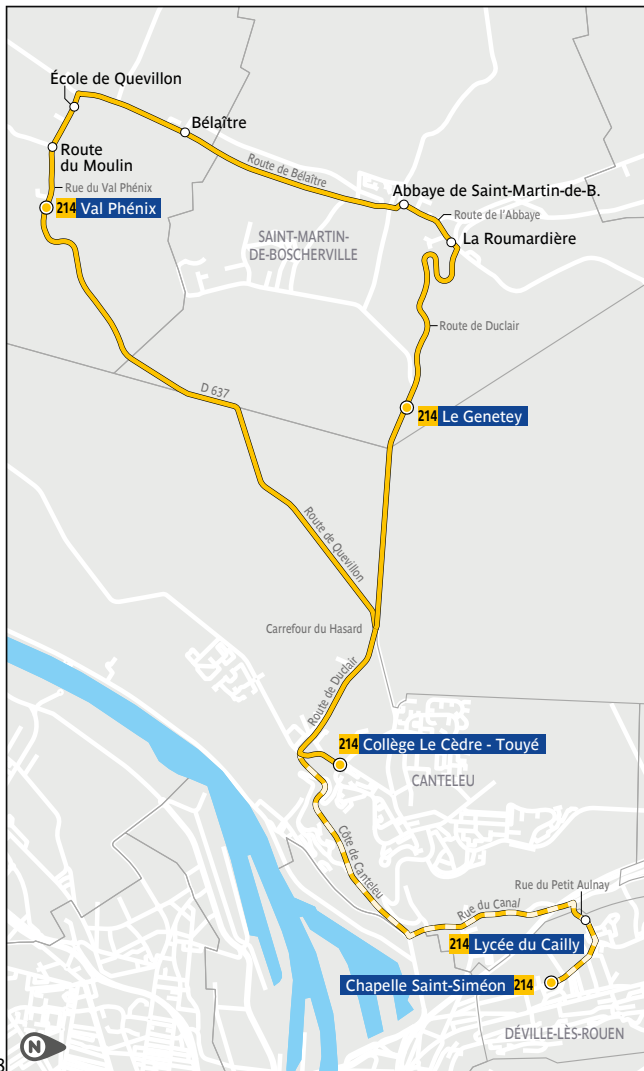 École de Quevillon
Bélaître
Route
du Moulin
Route de Bélaître
Rue du Val Phénix
Abbaye de Saint-Martin-de-B.
214 Val Phénix
Route de l'Abbaye
SAINT-MARTIN-
DE-BOSCHERVILLE
La Roumardière
Route de Duclair
D 637
214 Le Genetey
Route de Quevillon
Carrefour du Hasard
Route de Duclair
214 Collège Le Cèdre - Touyé
CANTELEU
Côte de Canteleu
Rue du Petit Aulnay
Rue du Canal
214 Lycée du Cailly
Chapelle Saint-Siméon 214
DÉVILLE-LÈS-ROUEN
N